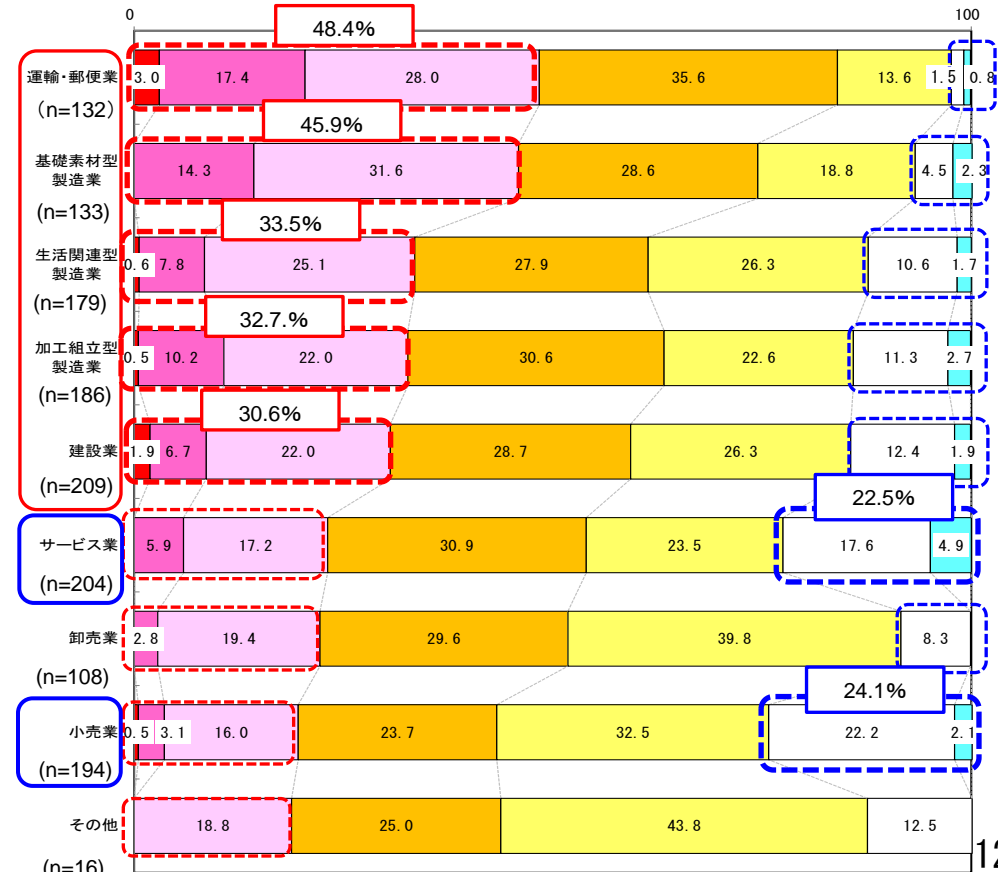 0 100
48.4%
運輸・郵便業 3.0 17.4 28.0 35.6 13.6 1.5 0.8
(n=132)
45.9%
基礎素材型
製造業
14.3 31.6 28.6 18.8 4.5 2.3
(n=133)
33.5%
生活関連型
製造業
0.6 7.8 25.1 27.9 26.3 10.6 1.7
(n=179)
32.7.%
加工組立型
製造業
0.5 10.2 22.0 30.6 22.6 11.3 2.7
(n=186)
30.6%
建設業 1.9 6.7 22.0 28.7 26.3 12.4 1.9
(n=209)
22.5%
サービス業 5.9 17.2 30.9 23.5 17.6 4.9
(n=204)
卸売業 2.8 19.4 29.6 39.8 8.3
(n=108)
24.1%
小売業 0.5 3.1 16.0 23.7 32.5 22.2 2.1
(n=194)
その他 18.8 25.0 43.8 12.5
(n=16)